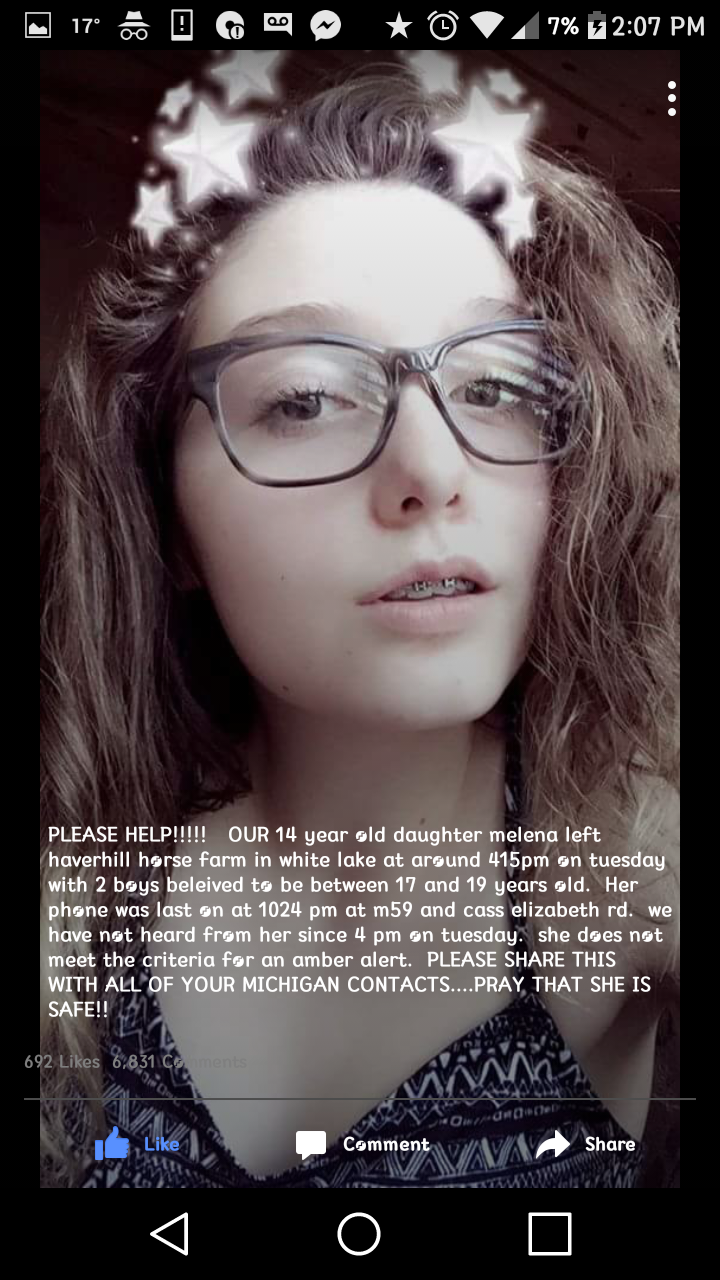 17° 7% 2:07 PM
PLEASE HELP!!!!! OUR 14 year old daughter melena left
haverhill horse farm in white lake at around 415pm on tuesday
with 2 boys beleived to be between 17 and 19 years old. Her
phone was last on at 1024 pm at m59 and cass elizabeth rd. we
have not heard from her since 4 pm on tuesday. she does not
meet the criteria for an amber alert. PLEASE SHARE THIS
WITH ALL OF YOUR MICHIGAN CONTACTS....PRAY THAT SHE IS
SAFE!!
692 Likes 6,831 Comments
Like Comment Share